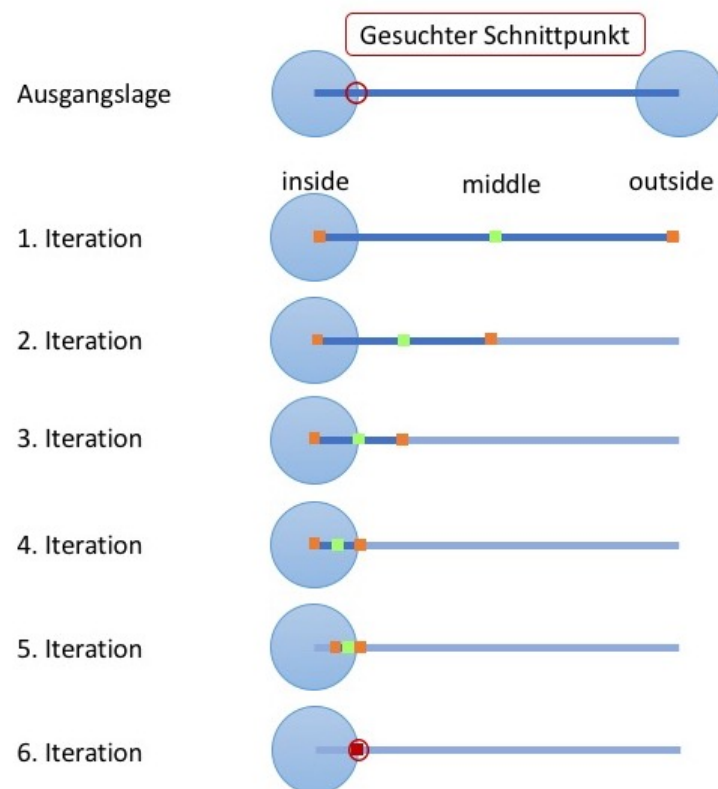 Gesuchter Schnittpunkt
Ausgangslage
inside middle outside
1. Iteration
2. Iteration
3. Iteration
4. Iteration
5. Iteration
6. Iteration